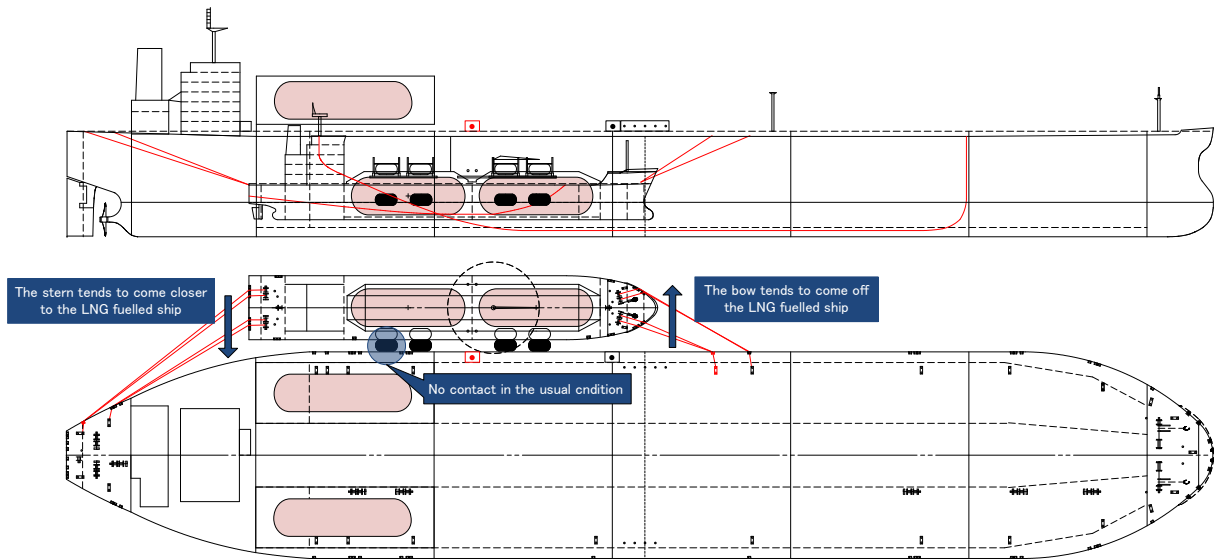 The stern tends to come closer
to the LNG fuelled ship
The bow tends to come off
the LNG fuelled ship
No contact in the usual cndition